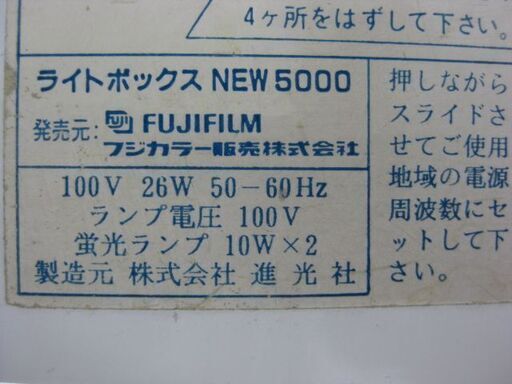 4ヶ所をはずして下さい。
ライトボックス NEW 5000
発売元: FUJIFILM
フジカラー販売株式会社
100V 26W 50-60Hz
ランプ電圧 100V
蛍光ランプ 10W×2
製造元 株式会社 進光社
押しながら
スライドさ
せてご使用
地域の電源
周波数にセ
ットして下
さい。